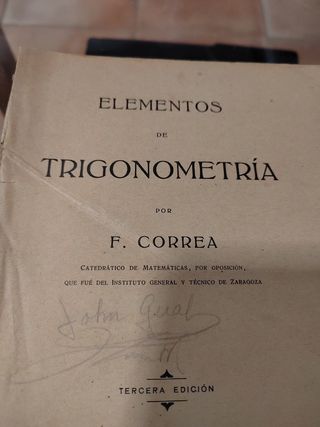 ELEMENTOS
DE
TRIGONOMETRÍA
POR
F. CORREA
CATEDRÁTICO DE MATEMÁTICAS, POR OPOSICIÓN,
QUE FUÉ DEL INSTITUTO GENERAL Y TÉCNICO DE ZARAGOZA
John
TERCERA EDICIÓN